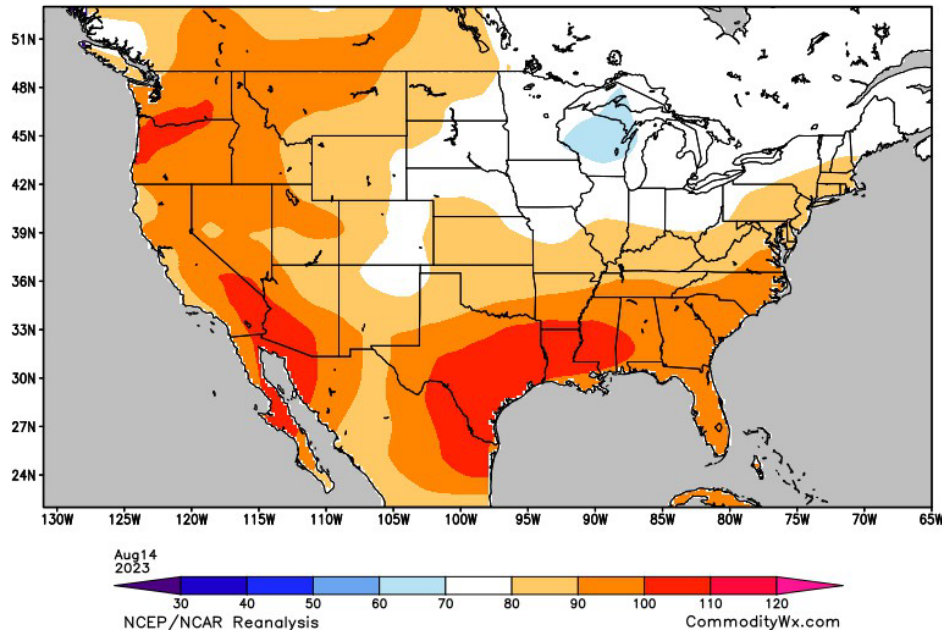 51N
48N
45N
42N
39N
36N
33N
30N
27N
24N
130W 125W 120W 115W 110W 105W 100W 95W 90W 85W 80W 75W 70W 65W
Aug14
2023
30 40 50 60 70 80 90 100 110 120
NCEP/NCAR Reanalysis CommodityWx.com